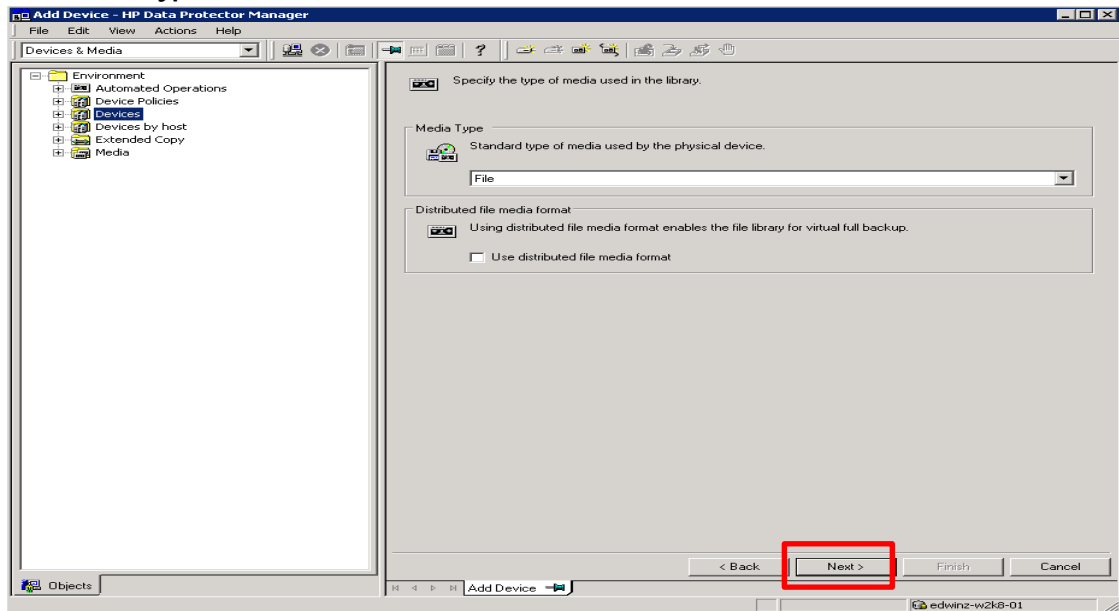 Add Device - HP Data Protector Manager
File Edit View Actions Help
Devices & Media
Environment
Automated Operations
Device Policies
Devices
Devices by host
Extended Copy
Media
Specify the type of media used in the library.
Media Type
Standard type of media used by the physical device.
File
Distributed file media format
Using distributed file media format enables the file library for virtual full backup.
Use distributed file media format
< Back Next > Finish Cancel
Objects
Add Device
edwinz-w2k8-01